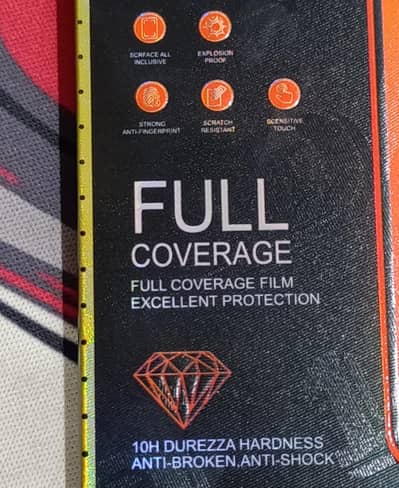 SCRFACE ALL
INCLUSIVE
EXPLOSION
PROOF
STRONG
ANTI-FINGERPRINT
SCRATCH
RESISTANT
SCENSITIVE
TOUCH
FULL
COVERAGE
FULL COVERAGE FILM
EXCELLENT PROTECTION
10H DUREZZA HARDNESS
ANTI-BROKEN,ANTI-SHOCK